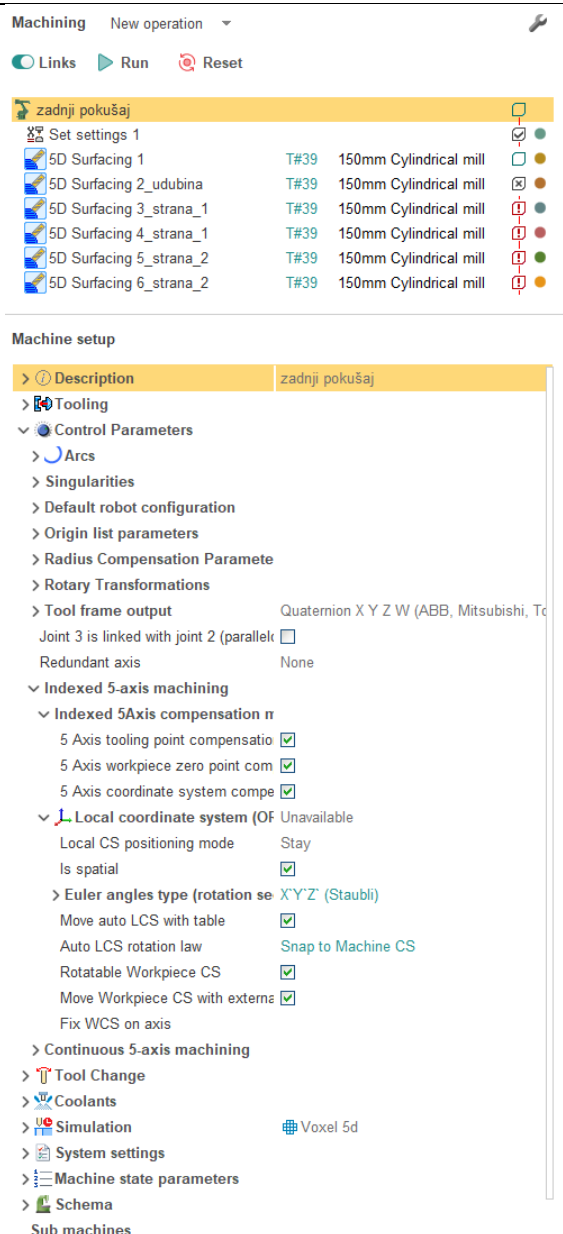 Machining New operation
Links Run Reset
zadnji pokušaj
Set settings 1
5D Surfacing 1 T#39 150mm Cylindrical mill
5D Surfacing 2_udubina T#39 150mm Cylindrical mill
5D Surfacing 3_strana_1 T#39 150mm Cylindrical mill
5D Surfacing 4_strana_1 T#39 150mm Cylindrical mill
5D Surfacing 5_strana_2 T#39 150mm Cylindrical mill
5D Surfacing 6_strana_2 T#39 150mm Cylindrical mill
Machine setup
Description zadnji pokušaj
Tooling
Control Parameters
Arcs
Singularities
Default robot configuration
Origin list parameters
Radius Compensation Paramete
Rotary Transformations
Tool frame output Quaternion X Y Z W (ABB, Mitsubishi, To
Joint 3 is linked with joint 2 (parallelo
Redundant axis None
Indexed 5-axis machining
Indexed 5Axis compensation m
5 Axis tooling point compensatio
5 Axis workpiece zero point com
5 Axis coordinate system compe
Local coordinate system (OF Unavailable
Local CS positioning mode Stay
Is spatial
Euler angles type (rotation se X`Y`Z` (Staubli)
Move auto LCS with table
Auto LCS rotation law Snap to Machine CS
Rotatable Workpiece CS
Move Workpiece CS with externa
Fix WCS on axis
Continuous 5-axis machining
Tool Change
Coolants
Simulation Voxel 5d
System settings
Machine state parameters
Schema
Sub machines